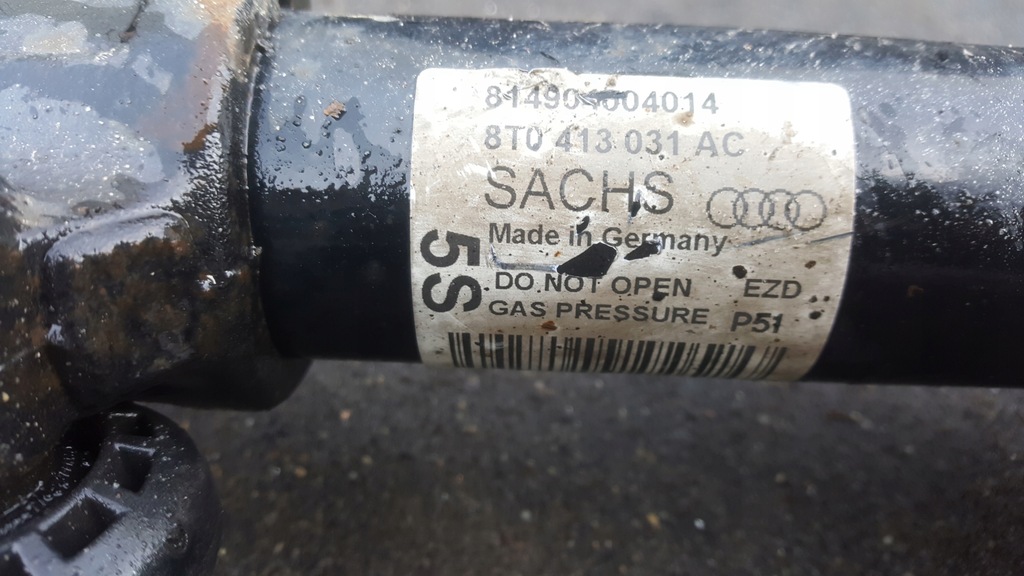 8T0 413 031 AC
SACHS
Made in Germany
5S
DO NOT OPEN EZD
GAS PRESSURE P51